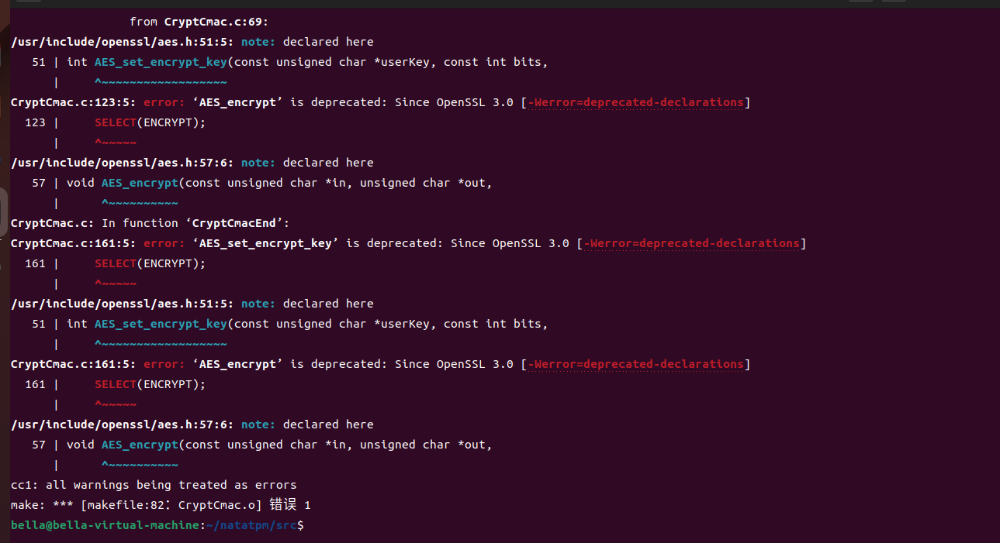 from CryptCmac.c:69:
/usr/include/openssl/aes.h:51:5: note: declared here
51 | int AES_set_encrypt_key(const unsigned char *userKey, const int bits,
| ^~~~~~~~~~~~~~~~~~~
CryptCmac.c:123:5: error: ‘AES_encrypt’ is deprecated: Since OpenSSL 3.0 [-Werror=deprecated-declarations]
123 | SELECT(ENCRYPT);
| ^~~~~~
/usr/include/openssl/aes.h:57:6: note: declared here
57 | void AES_encrypt(const unsigned char *in, unsigned char *out,
| ^~~~~~~~~~~
CryptCmac.c: In function ‘CryptCmacEnd’:
CryptCmac.c:161:5: error: ‘AES_set_encrypt_key’ is deprecated: Since OpenSSL 3.0 [-Werror=deprecated-declarations]
161 | SELECT(ENCRYPT);
| ^~~~~~
/usr/include/openssl/aes.h:51:5: note: declared here
51 | int AES_set_encrypt_key(const unsigned char *userKey, const int bits,
| ^~~~~~~~~~~~~~~~~~~
CryptCmac.c:161:5: error: ‘AES_encrypt’ is deprecated: Since OpenSSL 3.0 [-Werror=deprecated-declarations]
161 | SELECT(ENCRYPT);
| ^~~~~~
/usr/include/openssl/aes.h:57:6: note: declared here
57 | void AES_encrypt(const unsigned char *in, unsigned char *out,
| ^~~~~~~~~~~
cc1: all warnings being treated as errors
make: *** [makefile:82：CryptCmac.o] 错误 1
bella@bella-virtual-machine:~/natatpm/src$